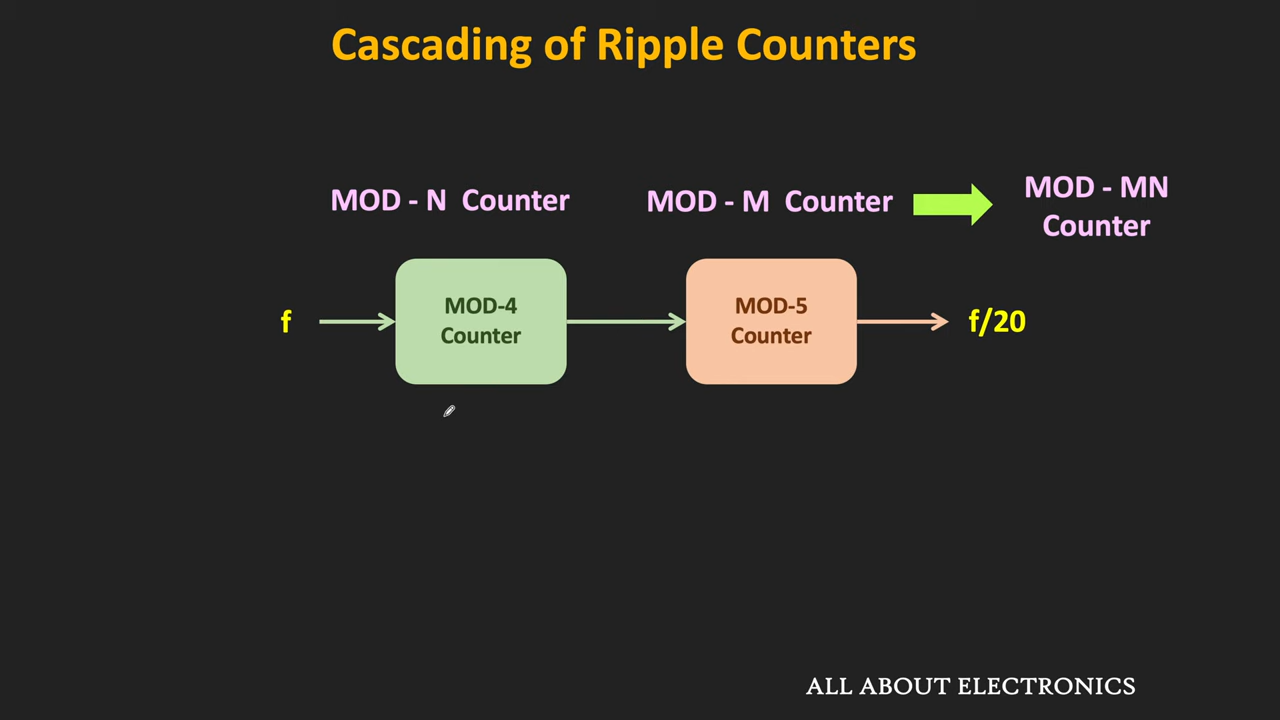 Cascading of Ripple Counters
MOD - N Counter
MOD - M Counter
MOD - MN
Counter
f
MOD-4
Counter
MOD-5
Counter
f/20
ALL ABOUT ELECTRONICS